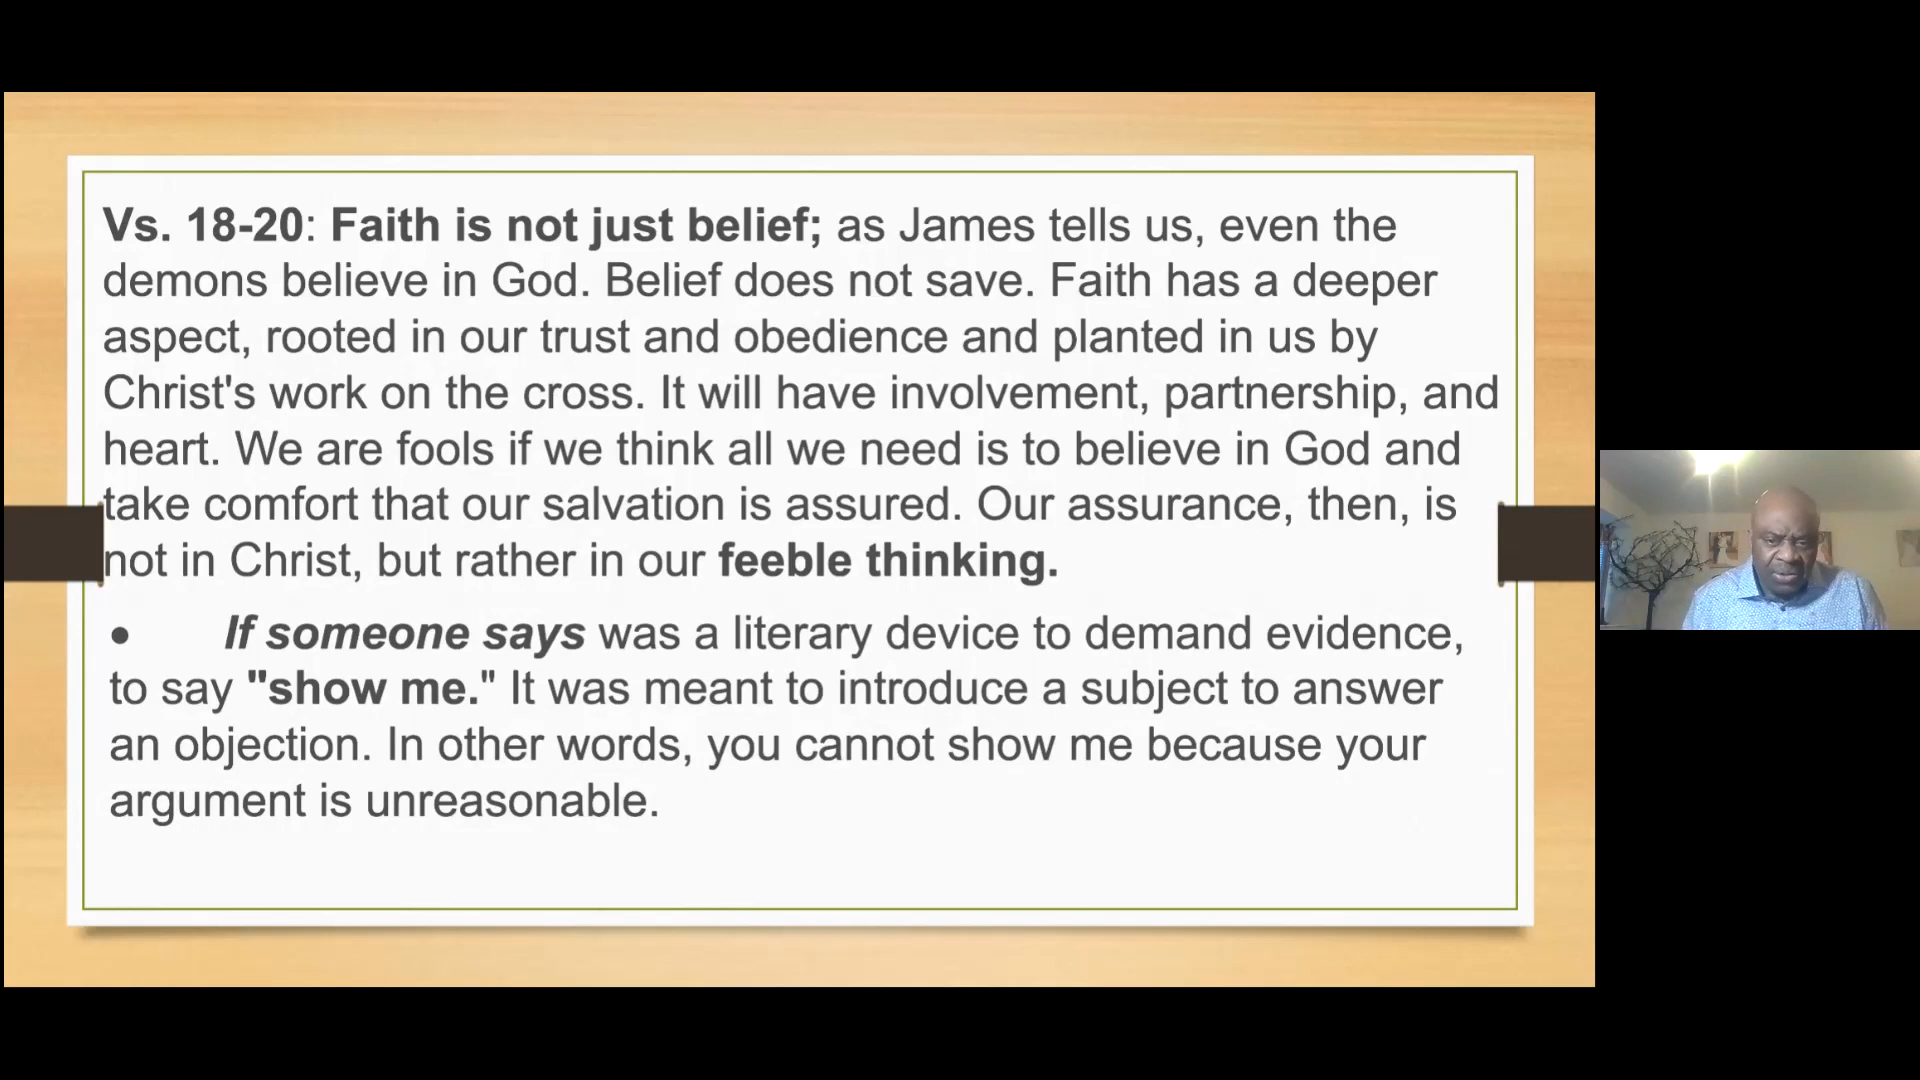 Vs. 18-20: Faith is not just belief; as James tells us, even the
demons believe in God. Belief does not save. Faith has a deeper
aspect, rooted in our trust and obedience and planted in us by
Christ's work on the cross. It will have involvement, partnership, and
heart. We are fools if we think all we need is to believe in God and
take comfort that our salvation is assured. Our assurance, then, is
not in Christ, but rather in our feeble thinking.
• If someone says was a literary device to demand evidence,
to say "show me." It was meant to introduce a subject to answer
an objection. In other words, you cannot show me because your
argument is unreasonable.